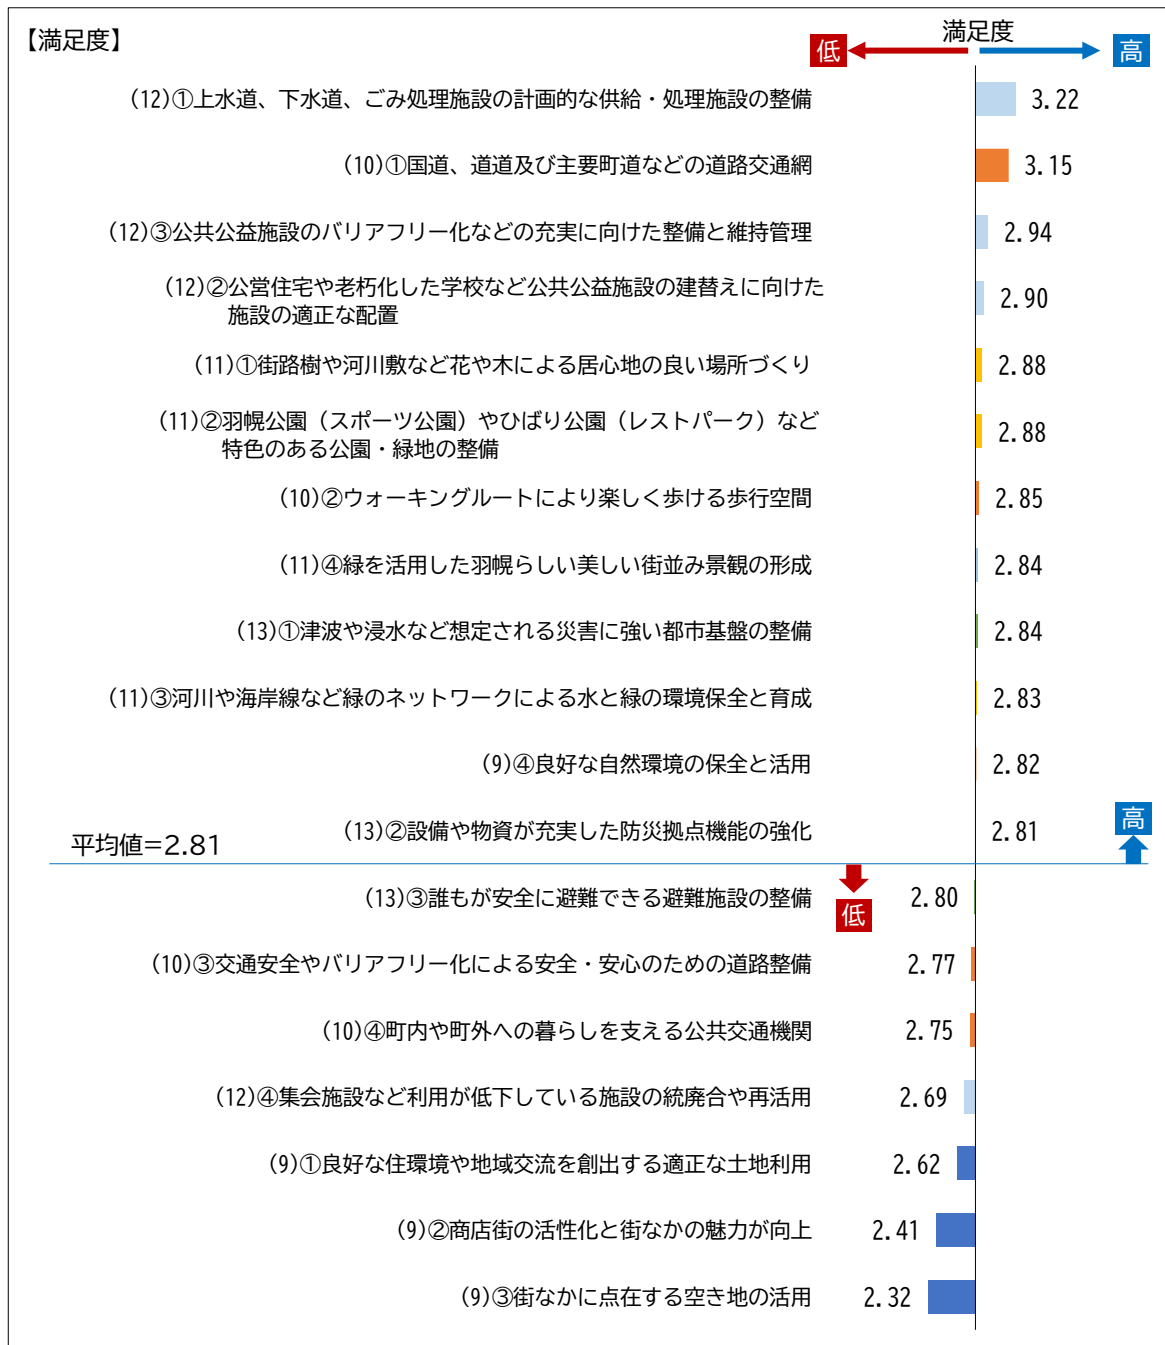 【満足度】
満足度
低
高
(12)①上水道、下水道、ごみ処理施設の計画的な供給・処理施設の整備 3.22
(10)①国道、道道及び主要町道などの道路交通網 3.15
(12)③公共公益施設のバリアフリー化などの充実に向けた整備と維持管理 2.94
(12)②公営住宅や老朽化した学校など公共公益施設の建替えに向けた
施設の適正な配置 2.90
(11)①街路樹や河川敷など花や木による居心地の良い場所づくり 2.88
(11)②羽幌公園（スポーツ公園）やひばり公園（レストパーク）など
特色のある公園・緑地の整備 2.88
(10)②ウォーキングルートにより楽しく歩ける歩行空間 2.85
(11)④緑を活用した羽幌らしい美しい街並み景観の形成 2.84
(13)①津波や浸水など想定される災害に強い都市基盤の整備 2.84
(11)③河川や海岸線など緑のネットワークによる水と緑の環境保全と育成 2.83
(9)④良好な自然環境の保全と活用 2.82
(13)②設備や物資が充実した防災拠点機能の強化 2.81
高
平均値＝2.81
低
(13)③誰もが安全に避難できる避難施設の整備 2.80
(10)③交通安全やバリアフリー化による安全・安心のための道路整備 2.77
(10)④町内や町外への暮らしを支える公共交通機関 2.75
(12)④集会施設など利用が低下している施設の統廃合や再活用 2.69
(9)①良好な住環境や地域交流を創出する適正な土地利用 2.62
(9)②商店街の活性化と街なかの魅力が向上 2.41
(9)③街なかに点在する空き地の活用 2.32